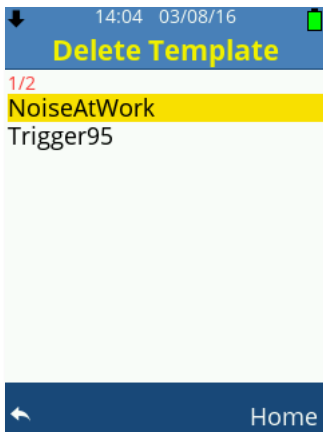 14:04 03/08/16
Delete Template
1/2
NoiseAtWork
Trigger95
Home